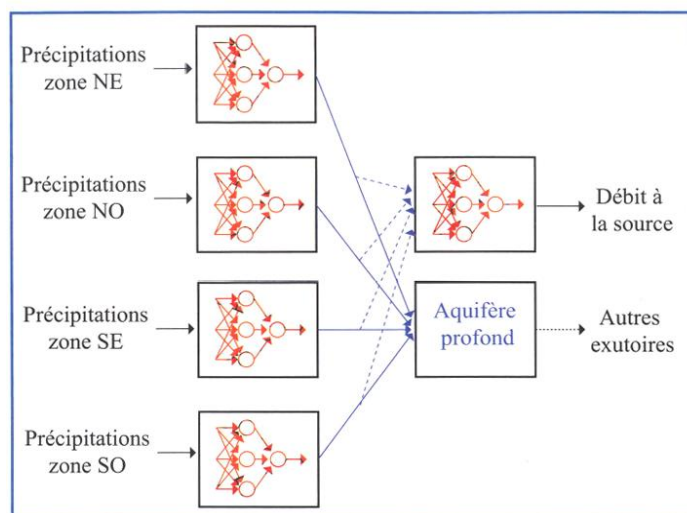 Précipitations
zone NE
Précipitations
zone NO
Débit à
la source
Précipitations
zone SE
Aquifère
profond
Autres
exutoires
Précipitations
zone SO